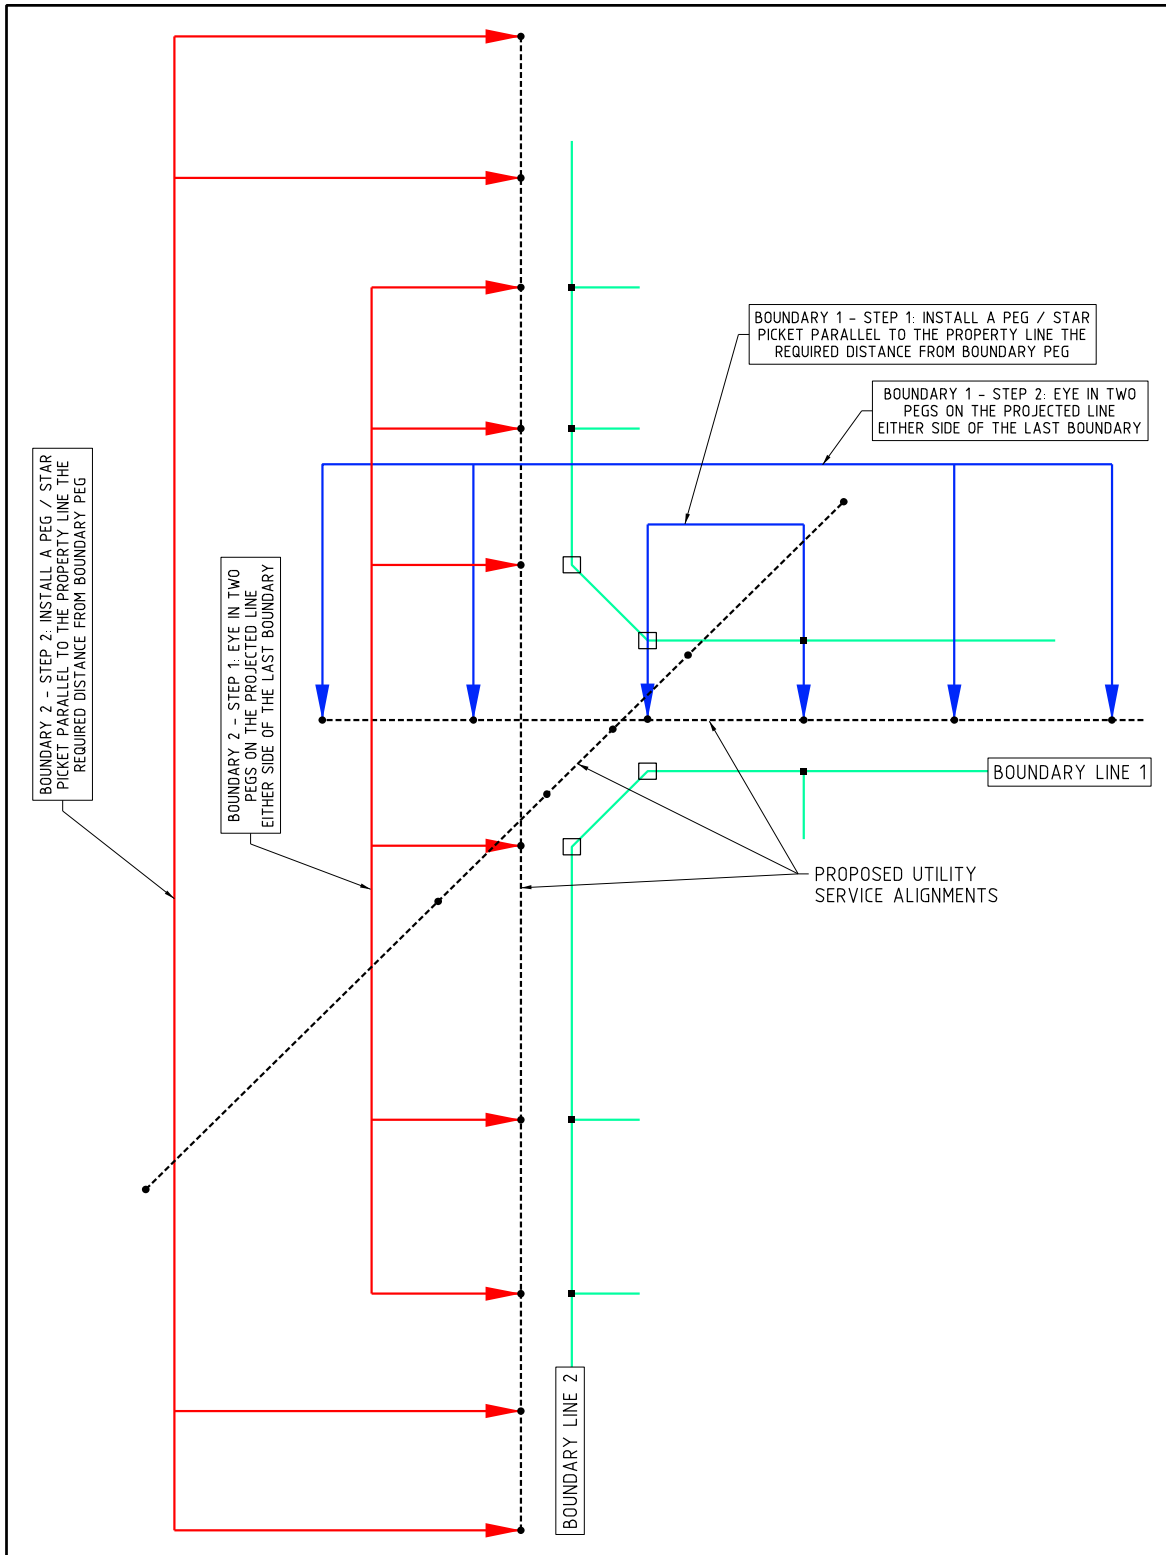 BOUNDARY 1 - STEP 1: INSTALL A PEG / STAR
PICKET PARALLEL TO THE PROPERTY LINE THE
REQUIRED DISTANCE FROM BOUNDARY PEG
BOUNDARY 1 - STEP 2: EYE IN TWO
PEGS ON THE PROJECTED LINE
EITHER SIDE OF THE LAST BOUNDARY
BOUNDARY 2 - STEP 2: INSTALL A PEG / STAR
PICKET PARALLEL TO THE PROPERTY LINE THE
REQUIRED DISTANCE FROM BOUNDARY PEG
BOUNDARY 2 - STEP 1: EYE IN TWO
PEGS ON THE PROJECTED LINE
EITHER SIDE OF THE LAST BOUNDARY
BOUNDARY LINE 1
PROPOSED UTILITY
SERVICE ALIGNMENTS
BOUNDARY LINE 2